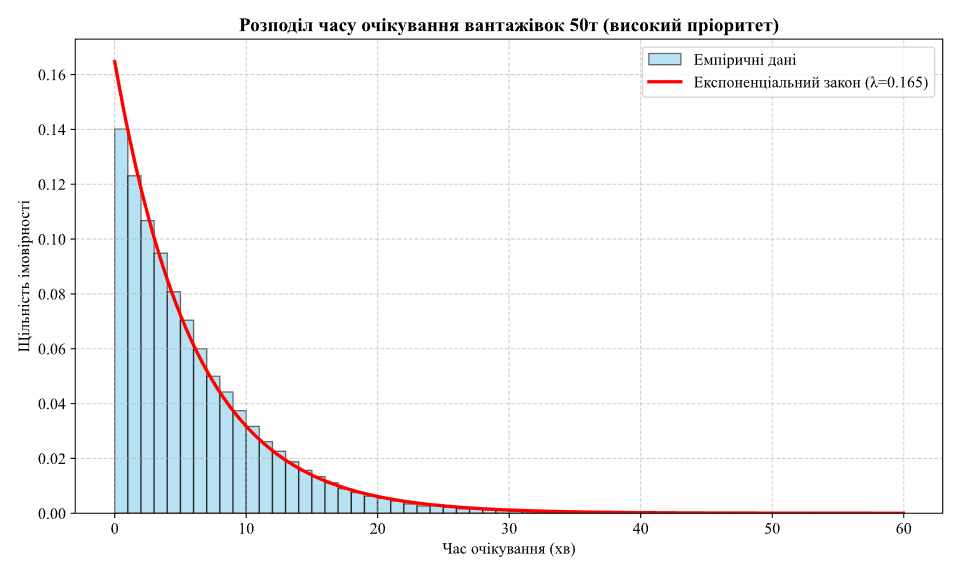 Розподіл часу очікування вантажівок 50т (високий пріоритет)
Емпіричні дані
Експоненціальний закон (λ=0.165)
Щільність імовірності
0.16
0.14
0.12
0.10
0.08
0.06
0.04
0.02
0.00
0 10 20 30 40 50 60
Час очікування (хв)